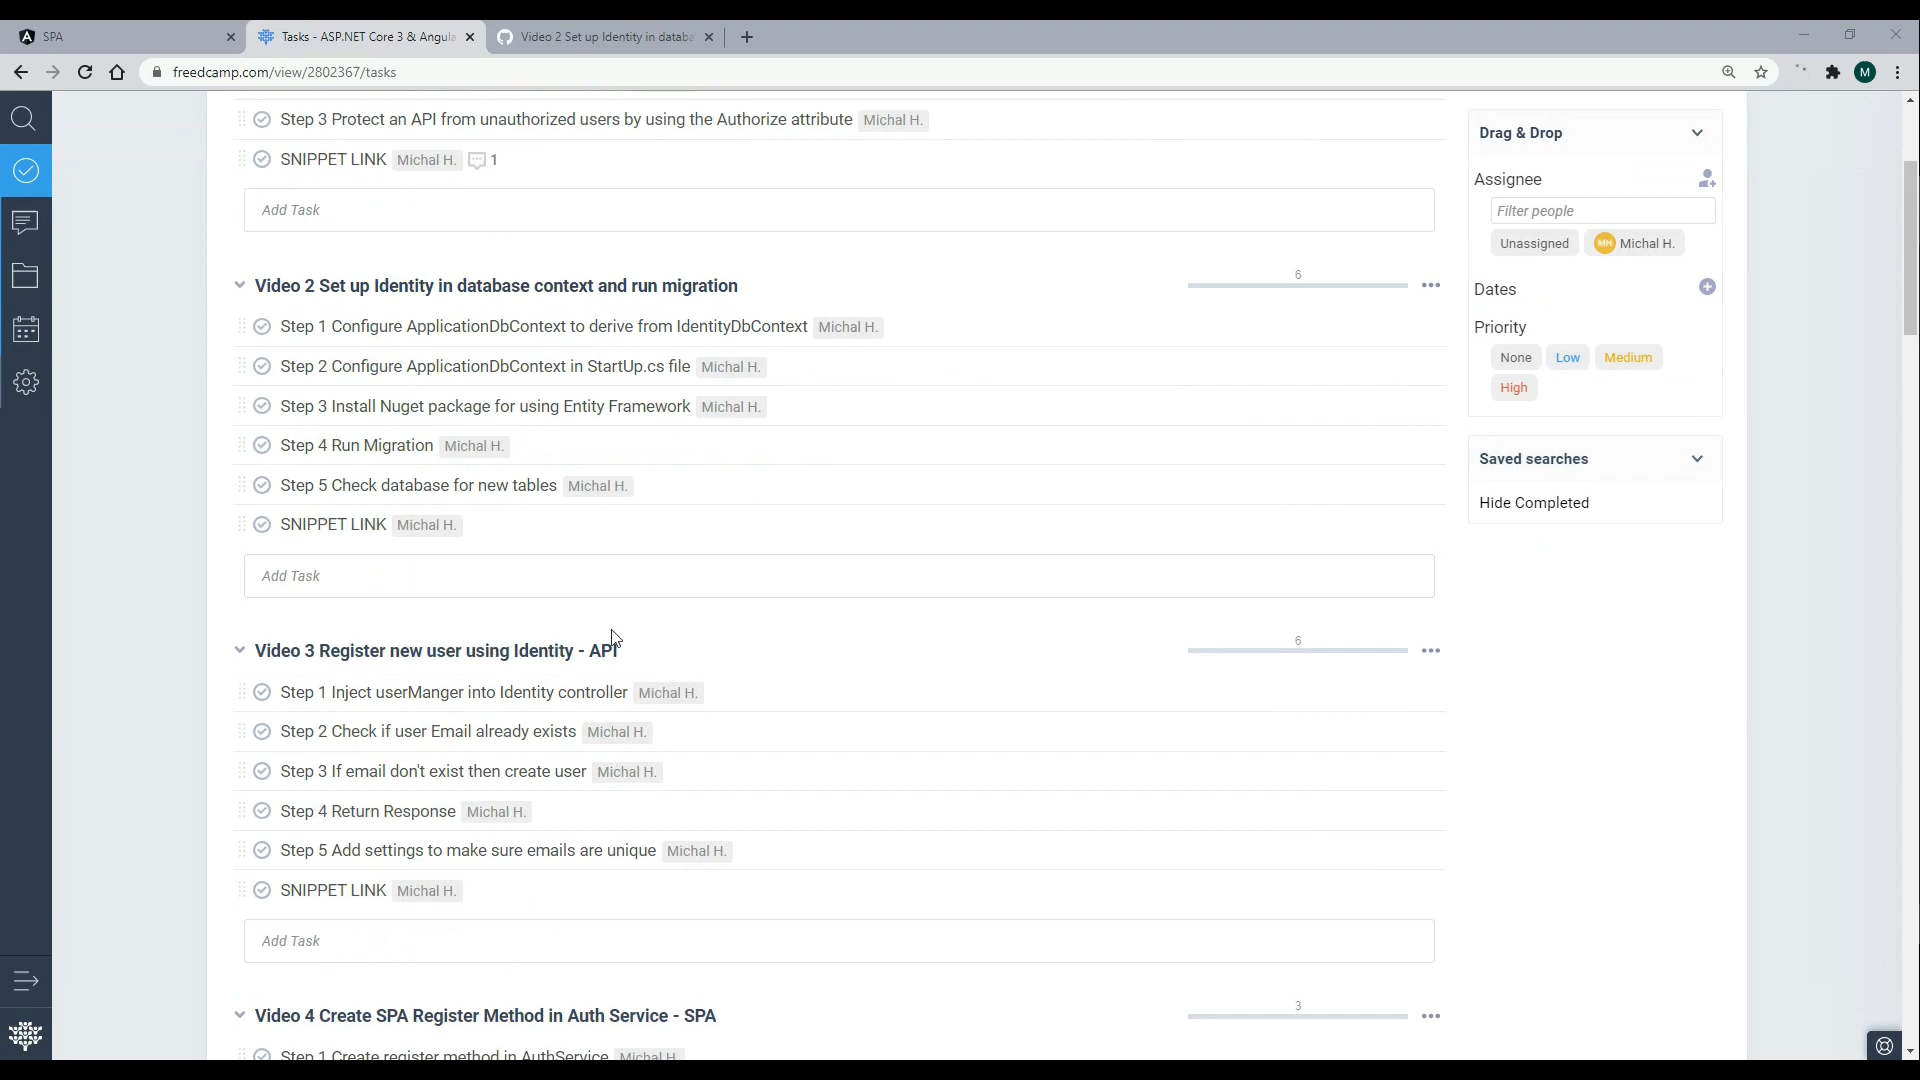 SPA
Tasks - ASP.NET Core 3 & Angula
Video 2 Set up Identity in databa
freedcamp.com/view/2802367/tasks
M
Step 3 Protect an API from unauthorized users by using the Authorize attribute Michal H.
SNIPPET LINK Michal H. 1
Add Task
Video 2 Set up Identity in database context and run migration 6
Step 1 Configure ApplicationDbContext to derive from IdentityDbContext Michal H.
Step 2 Configure ApplicationDbContext in StartUp.cs file Michal H.
Step 3 Install Nuget package for using Entity Framework Michal H.
Step 4 Run Migration Michal H.
Step 5 Check database for new tables Michal H.
SNIPPET LINK Michal H.
Add Task
Video 3 Register new user using Identity - API 6
Step 1 Inject userManger into Identity controller Michal H.
Step 2 Check if user Email already exists Michal H.
Step 3 If email don't exist then create user Michal H.
Step 4 Return Response Michal H.
Step 5 Add settings to make sure emails are unique Michal H.
SNIPPET LINK Michal H.
Add Task
Video 4 Create SPA Register Method in Auth Service - SPA 3
Step 1 Create register method in AuthService Michal H.
Drag & Drop
Assignee
Filter people
Unassigned MH Michal H.
Dates
Priority
None Low Medium
High
Saved searches
Hide Completed